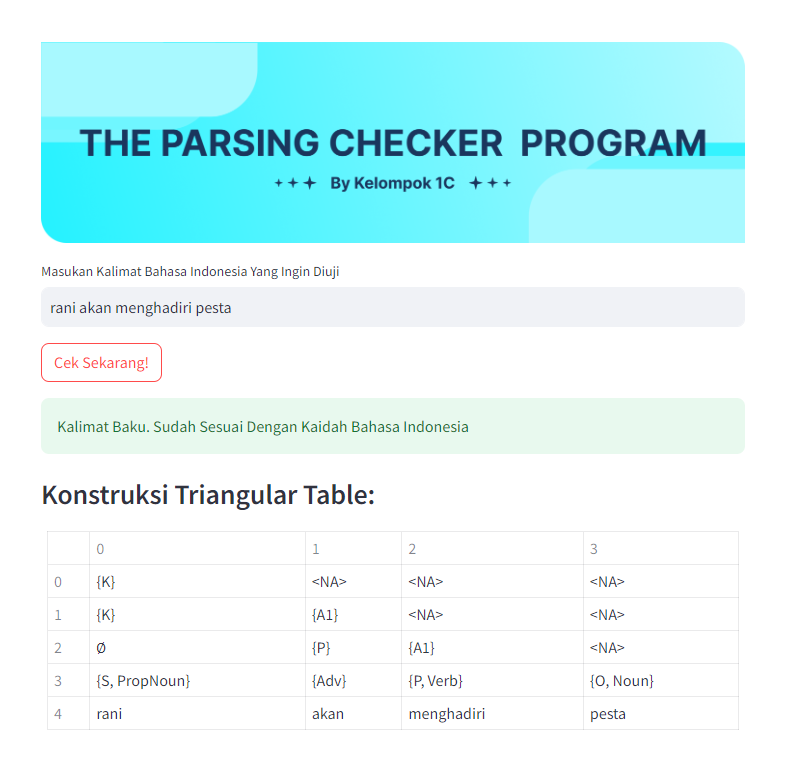 THE PARSING CHECKER PROGRAM
By Kelompok 1C
Masukan Kalimat Bahasa Indonesia Yang Ingin Diuji
rani akan menghadiri pesta
Cek Sekarang!
Kalimat Baku. Sudah Sesuai Dengan Kaidah Bahasa Indonesia
Konstruksi Triangular Table:
0 1 2 3
0 {K} <NA> <NA> <NA>
1 {K} {A1} <NA> <NA>
2 Ø {P} {A1} <NA>
3 {S, PropNoun} {Adv} {P, Verb} {O, Noun}
4 rani akan menghadiri pesta